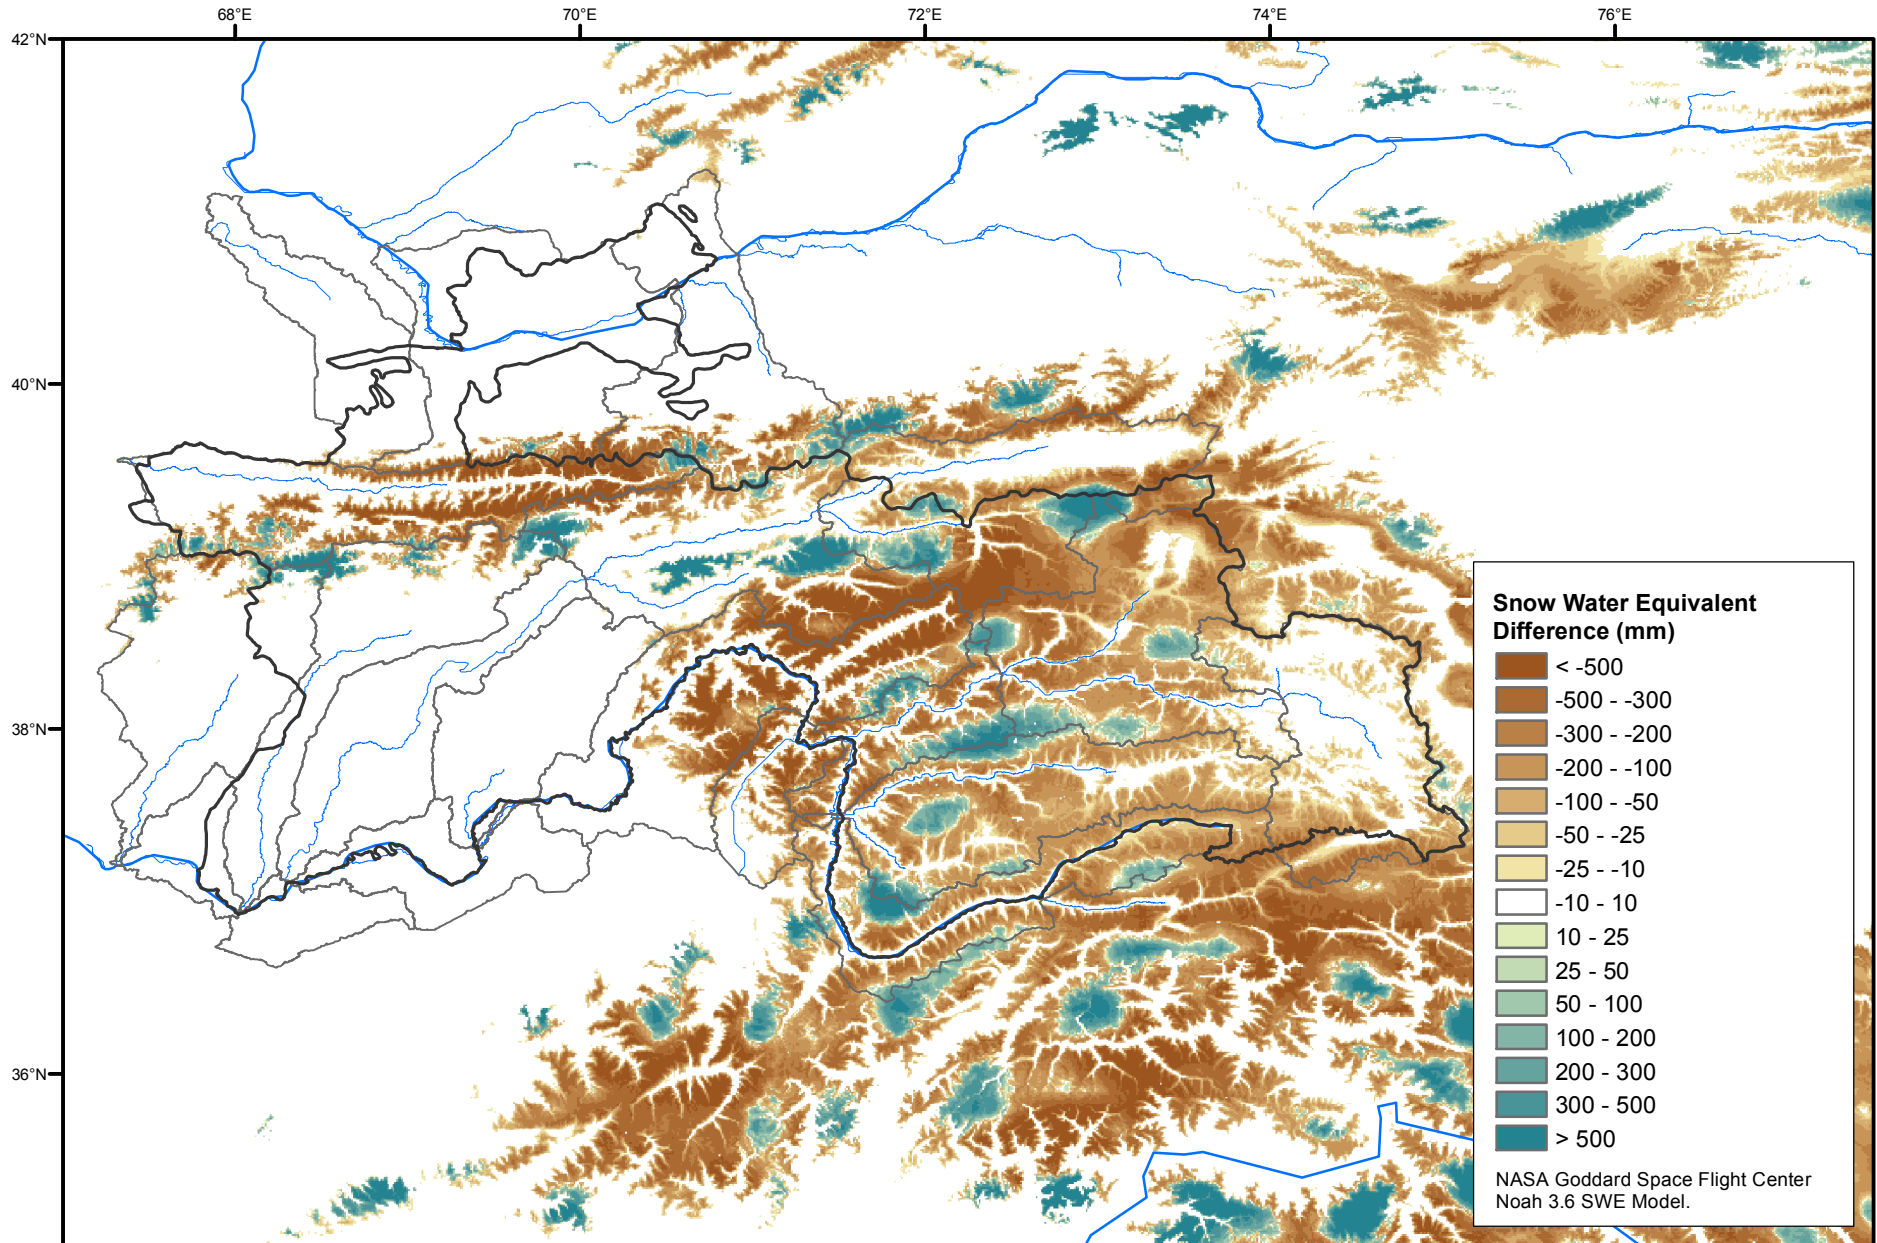 68°E
70°E
72°E
74°E
76°E
42°N
40°N
38°N
36°N
Snow Water Equivalent
Difference (mm)
< -500
-500 - -300
-300 - -200
-200 - -100
-100 - -50
-50 - -25
-25 - -10
-10 - 10
10 - 25
25 - 50
50 - 100
100 - 200
200 - 300
300 - 500
> 500
NASA Goddard Space Flight Center
Noah 3.6 SWE Model.